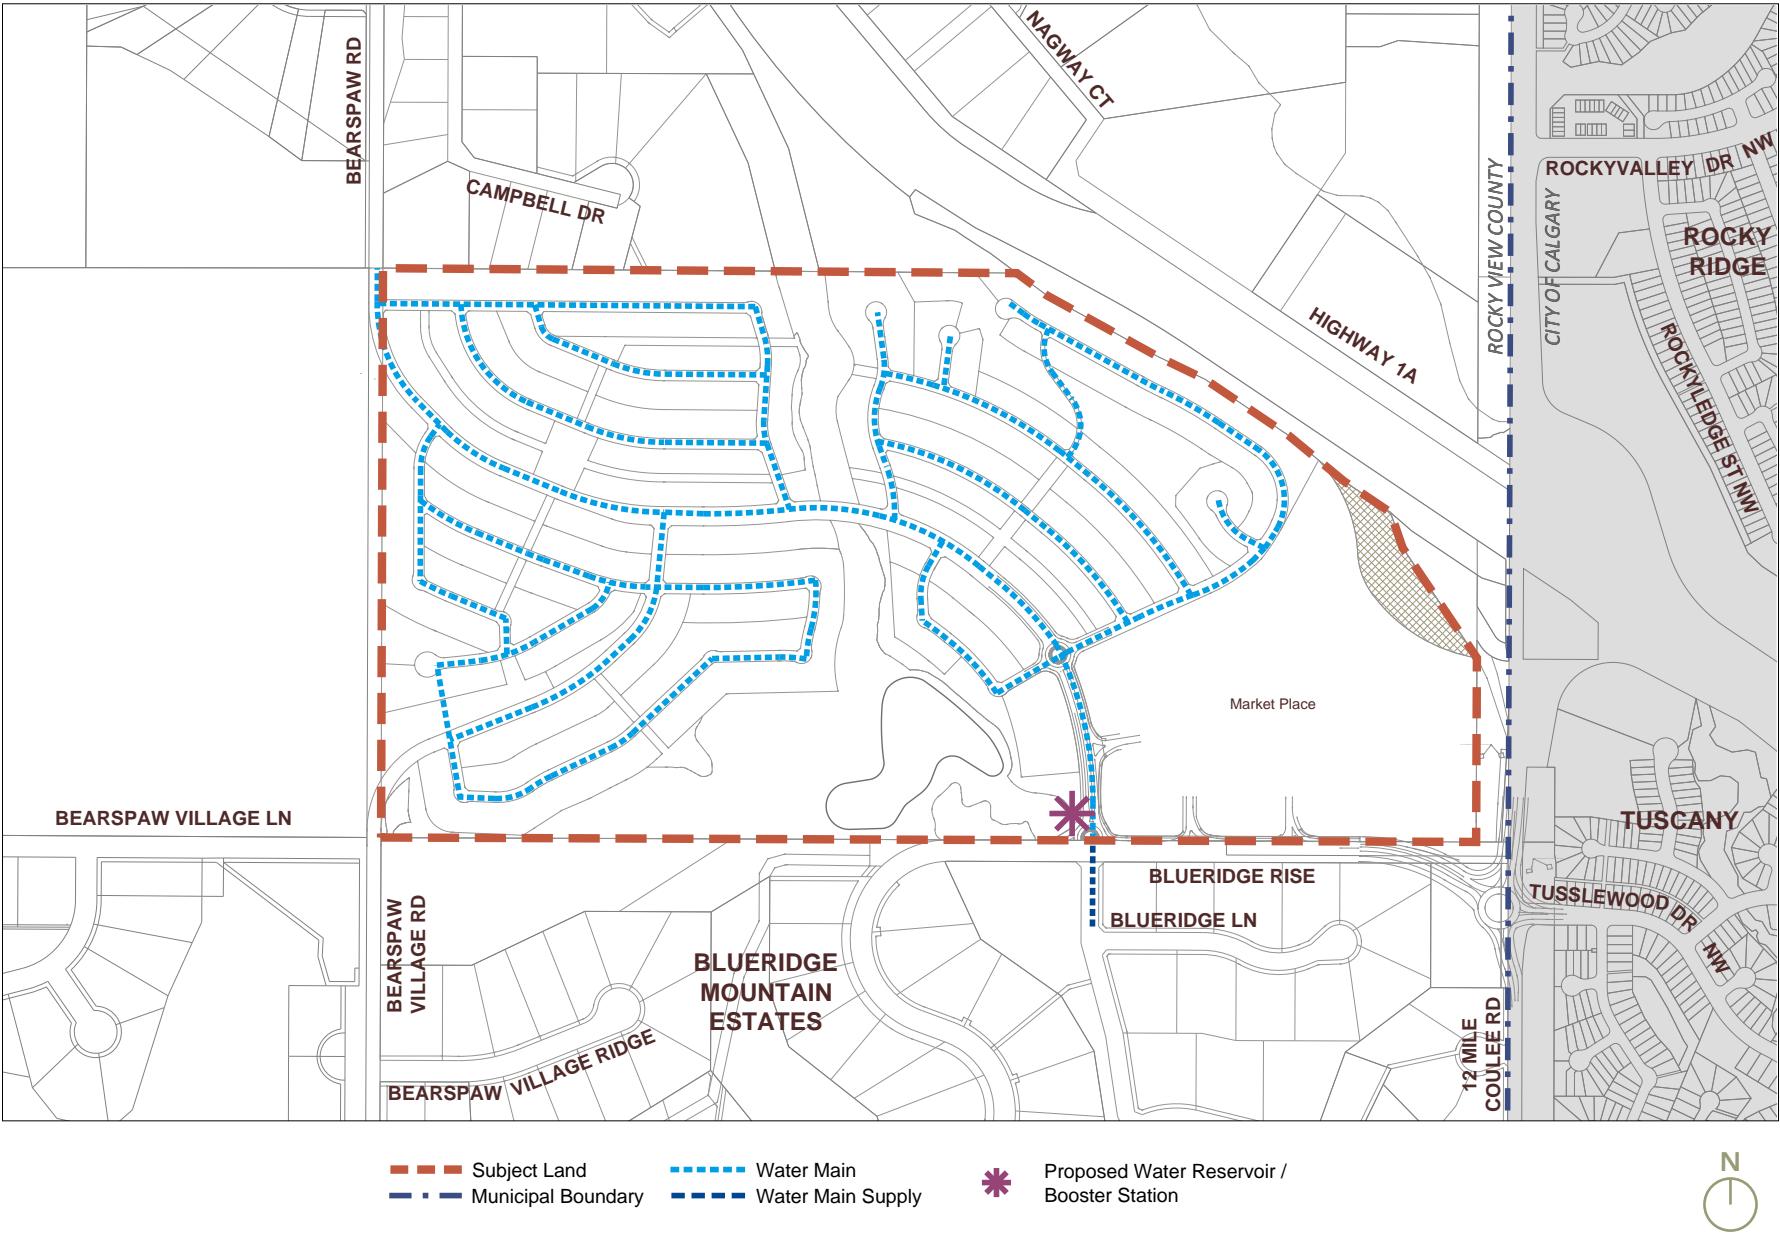 NAGWAY CT
BEARSPAW RD
CAMPBELL DR
ROCKYVALLEY DR NW
ROCKY VIEW COUNTY
CITY OF CALGARY
ROCKY
RIDGE
HIGHWAY 1A
ROCKYLEDGE ST NW
Market Place
BEARSPAW VILLAGE LN
TUSCANY
BLUERIDGE RISE
TUSSLEWOOD DR NW
BLUERIDGE LN
BEARSPAW
VILLAGE RD
BLUERIDGE
MOUNTAIN
ESTATES
12 MILE
COULEE RD
BEARSPAW VILLAGE RIDGE
Subject Land
Municipal Boundary
Water Main
Water Main Supply
Proposed Water Reservoir /
Booster Station
N